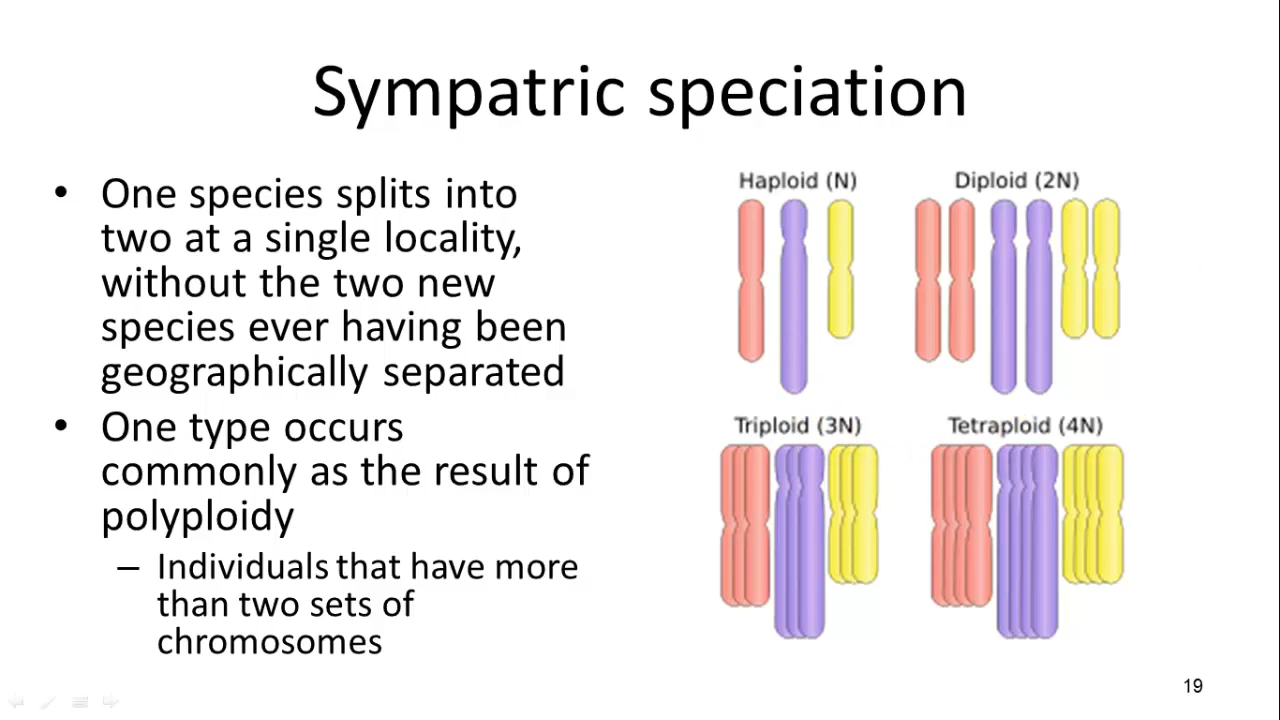 Sympatric speciation
• One species splits into
two at a single locality,
without the two new
species ever having been
geographically separated
• One type occurs
commonly as the result of
polyploidy
– Individuals that have more
than two sets of
chromosomes
Haploid (N)
Diploid (2N)
Triploid (3N)
Tetraploid (4N)
19